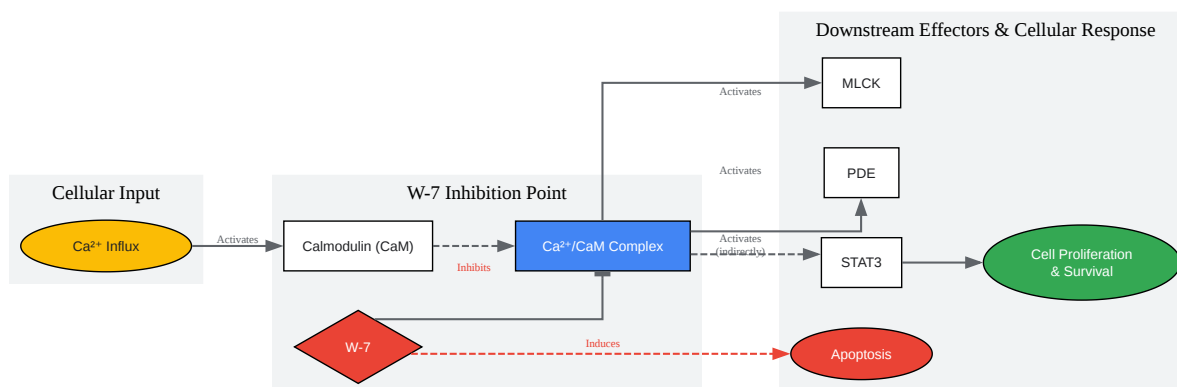 Downstream Effectors & Cellular Response
MLCK
Activates
PDE
Activates
Cellular Input
W-7 Inhibition Point
Ca²⁺ Influx
Activates
Calmodulin (CaM)
Inhibits
Ca²⁺/CaM Complex
Activates
(indirectly)
STAT3
Cell Proliferation
& Survival
W-7
Induces
Apoptosis